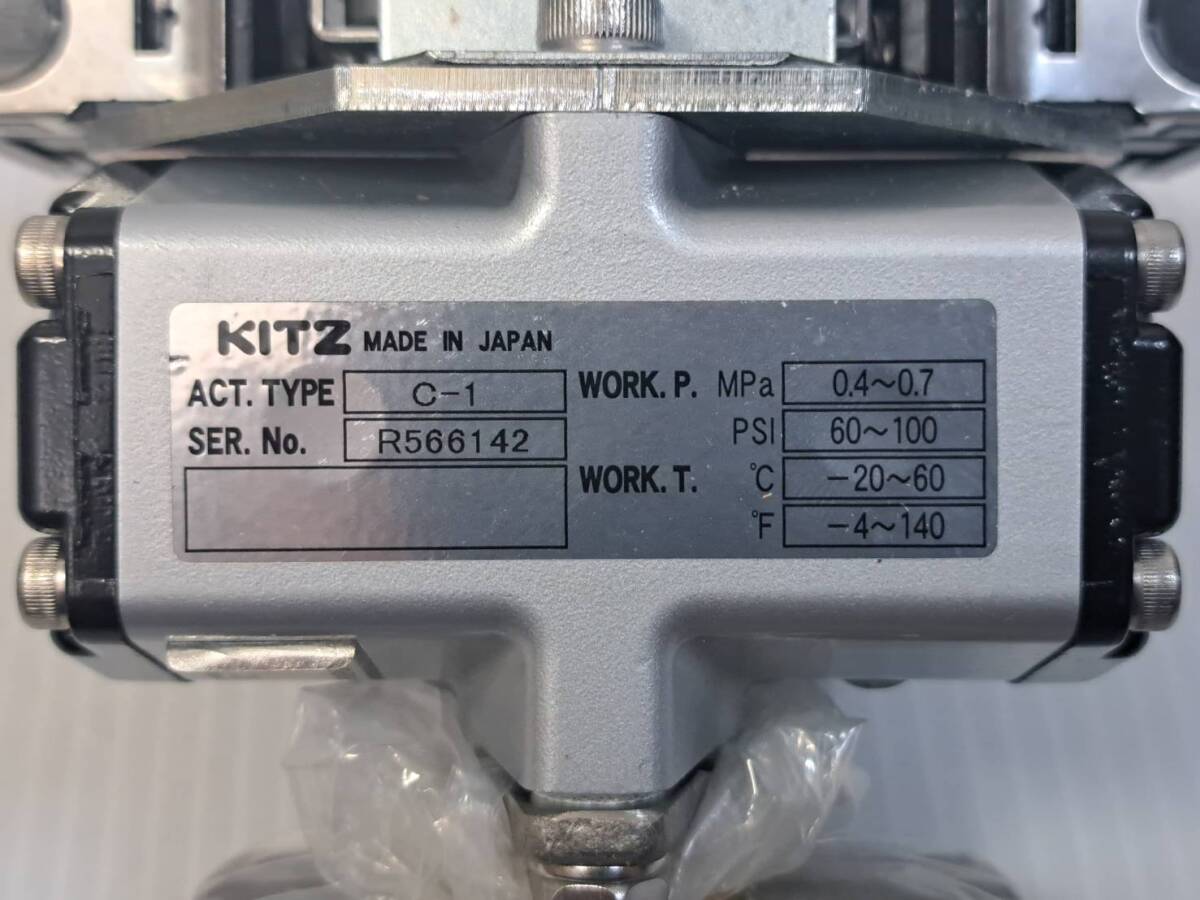 KITZ MADE IN JAPAN
ACT. TYPE C-1
SER. No. R566142
WORK. P. MPa 0.4~0.7
PSI 60~100
WORK. T. ℃ -20~60
℉ -4~140